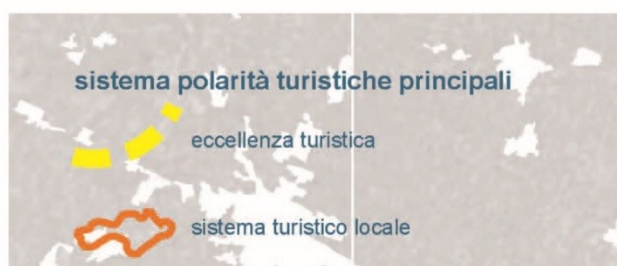 sistema polarità turistiche principali
eccellenza turistica
sistema turistico locale